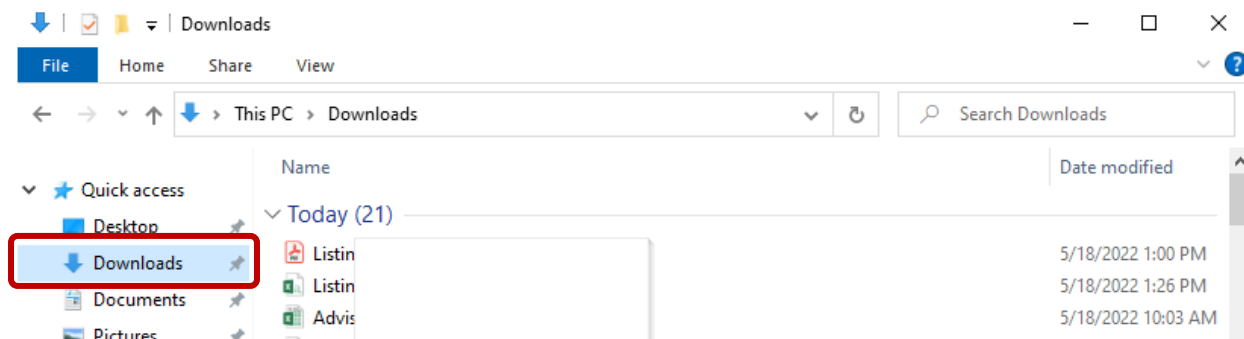 Downloads
File Home Share View
This PC > Downloads
Search Downloads
Name Date modified
Quick access
Desktop
Downloads
Documents
Pictures
Today (21)
Listin 5/18/2022 1:00 PM
Listin 5/18/2022 1:26 PM
Advis 5/18/2022 10:03 AM